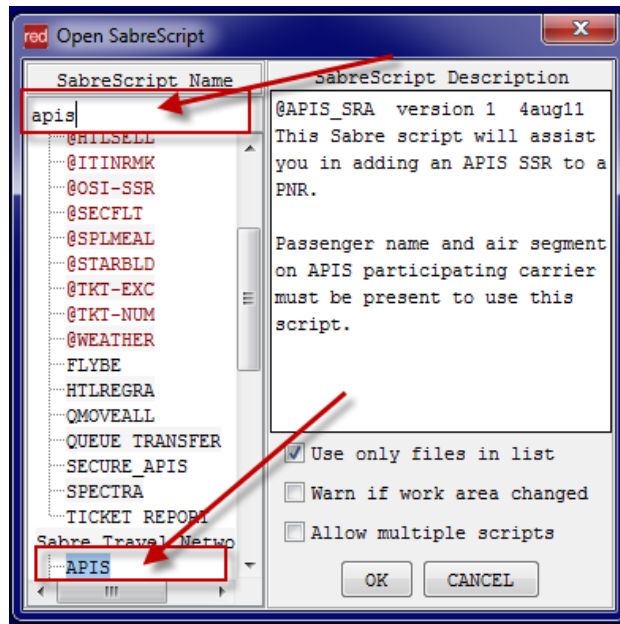 red Open SabreScript
SabreScript Name
apis
@HTLSELL
@ITINRMK
@OSI-SSR
@SECFLT
@SPLMEAL
@STARBLD
@TKT-EXC
@TKT-NUM
@WEATHER
FLYBE
HTLREGRA
QMOVEALL
QUEUE TRANSFER
SECURE_APIS
SPECTRA
TICKET REPORT
Sabre Travel Netwo
APIS
SabreScript Description
@APIS_SRA version 1 4aug11
This Sabre script will assist
you in adding an APIS SSR to a
PNR.
Passenger name and air segment
on APIS participating carrier
must be present to use this
script.
Use only files in list
Warn if work area changed
Allow multiple scripts
OK CANCEL